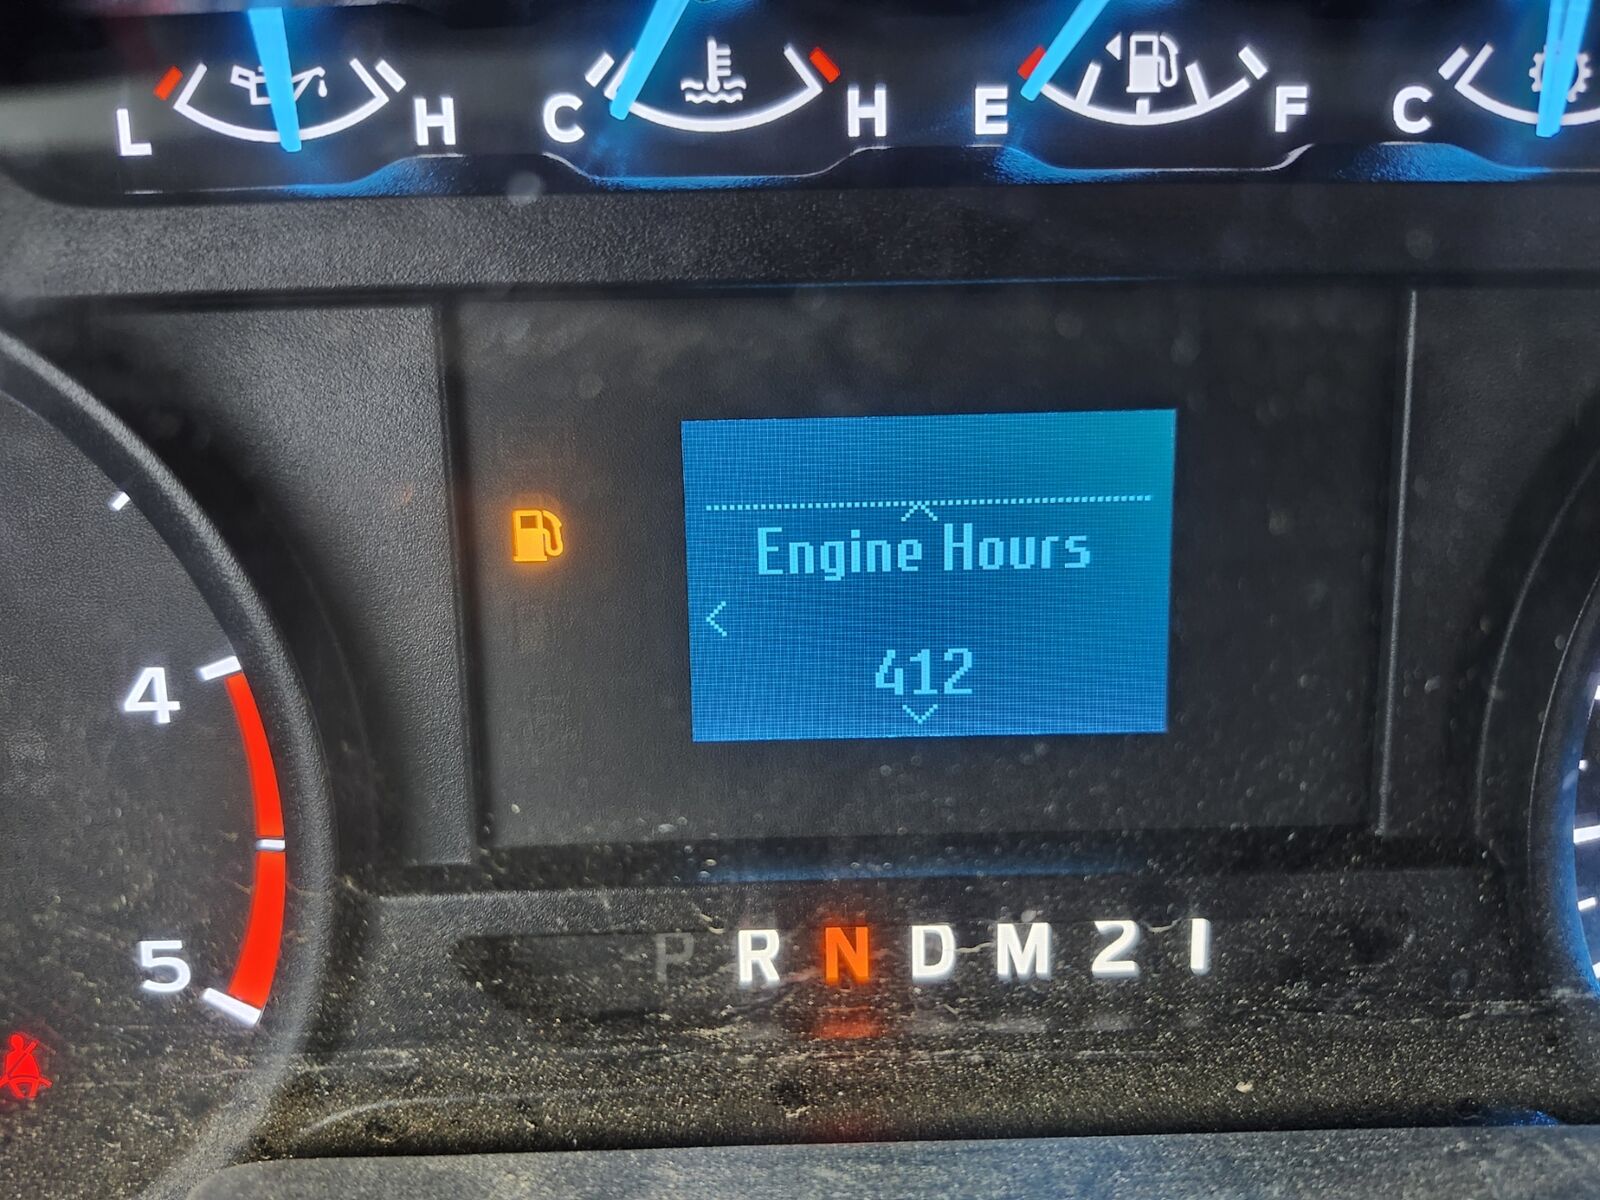 L H C H E F C
Engine Hours
412
4
5
P R N D M 2 1